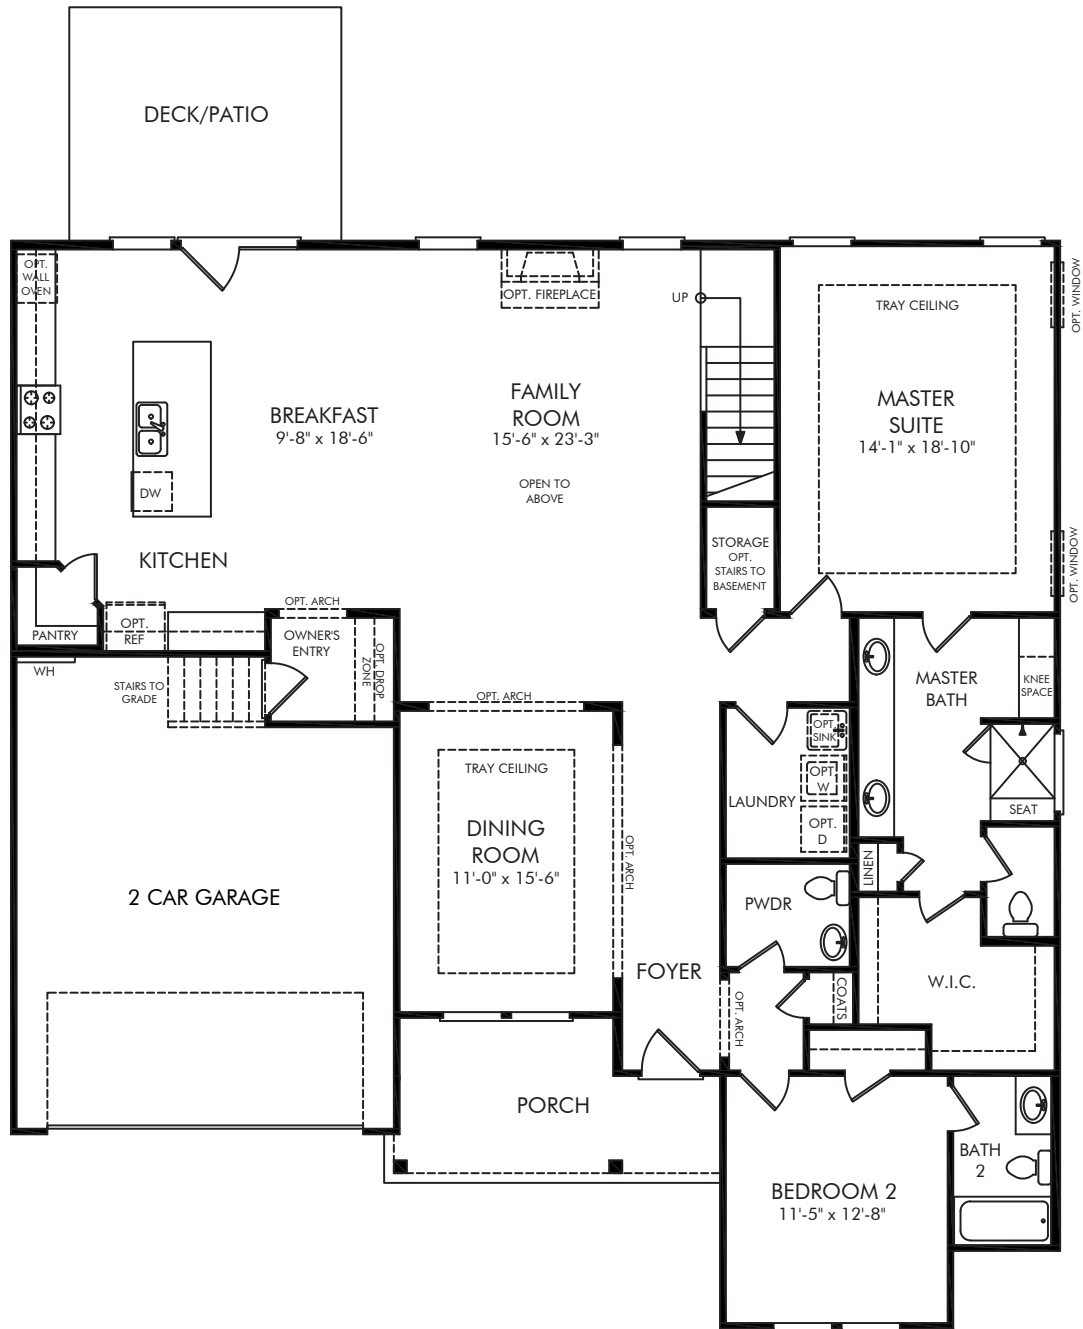 DECK/PATIO
OPT.
WALL
OVEN
OPT. FIREPLACE
UP
TRAY CEILING
OPT. WINDOW
FAMILY
ROOM
15'-6" x 23'-3"
OPEN TO
ABOVE
BREAKFAST
9'-8" x 18'-6"
MASTER
SUITE
14'-1" x 18'-10"
DW
KITCHEN
STORAGE
OPT.
STAIRS TO
BASEMENT
OPT. WINDOW
OPT. ARCH
PANTRY
OPT.
REF
OWNER'S
ENTRY
OPT. DROP
ZONE
WH
STAIRS TO
GRADE
OPT. ARCH
MASTER
BATH
KNEE
SPACE
OPT.
SINK
OPT.
W
OPT.
D
LAUNDRY
SEAT
TRAY CEILING
DINING
ROOM
11'-0" x 15'-6"
OPT. ARCH
LINEN
2 CAR GARAGE
PWDR
FOYER
W.I.C.
COATS
OPT. ARCH
PORCH
BATH
2
BEDROOM 2
11'-5" x 12'-8"